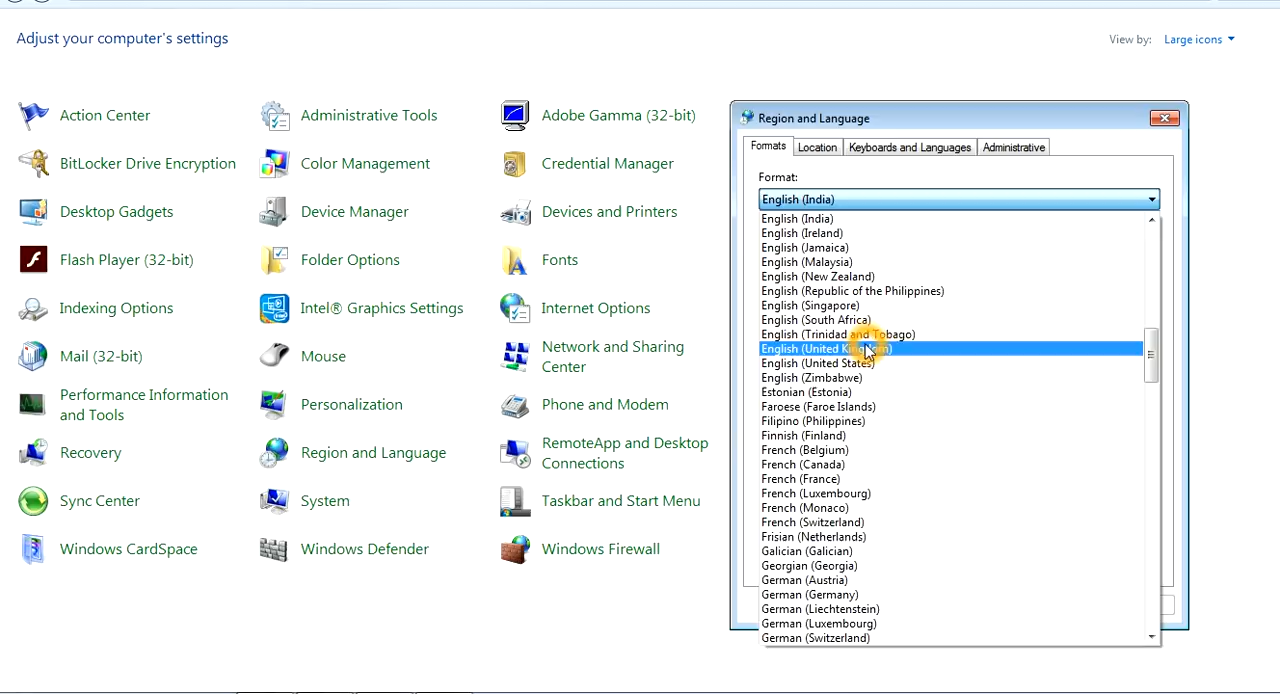 Adjust your computer's settings
View by: Large icons
Action Center
Administrative Tools
Adobe Gamma (32-bit)
BitLocker Drive Encryption
Color Management
Credential Manager
Desktop Gadgets
Device Manager
Devices and Printers
Flash Player (32-bit)
Folder Options
Fonts
Indexing Options
Intel® Graphics Settings
Internet Options
Mail (32-bit)
Mouse
Network and Sharing
Center
Performance Information
and Tools
Personalization
Phone and Modem
Recovery
Region and Language
RemoteApp and Desktop
Connections
Sync Center
System
Taskbar and Start Menu
Windows CardSpace
Windows Defender
Windows Firewall
Region and Language
Formats Location Keyboards and Languages Administrative
Format:
English (India)
English (India)
English (Ireland)
English (Jamaica)
English (Malaysia)
English (New Zealand)
English (Republic of the Philippines)
English (Singapore)
English (South Africa)
English (Trinidad and Tobago)
English (United Kingdom)
English (United States)
English (Zimbabwe)
Estonian (Estonia)
Faroese (Faroe Islands)
Filipino (Philippines)
Finnish (Finland)
French (Belgium)
French (Canada)
French (France)
French (Luxembourg)
French (Monaco)
French (Switzerland)
Frisian (Netherlands)
Galician (Galician)
Georgian (Georgia)
German (Austria)
German (Germany)
German (Liechtenstein)
German (Luxembourg)
German (Switzerland)